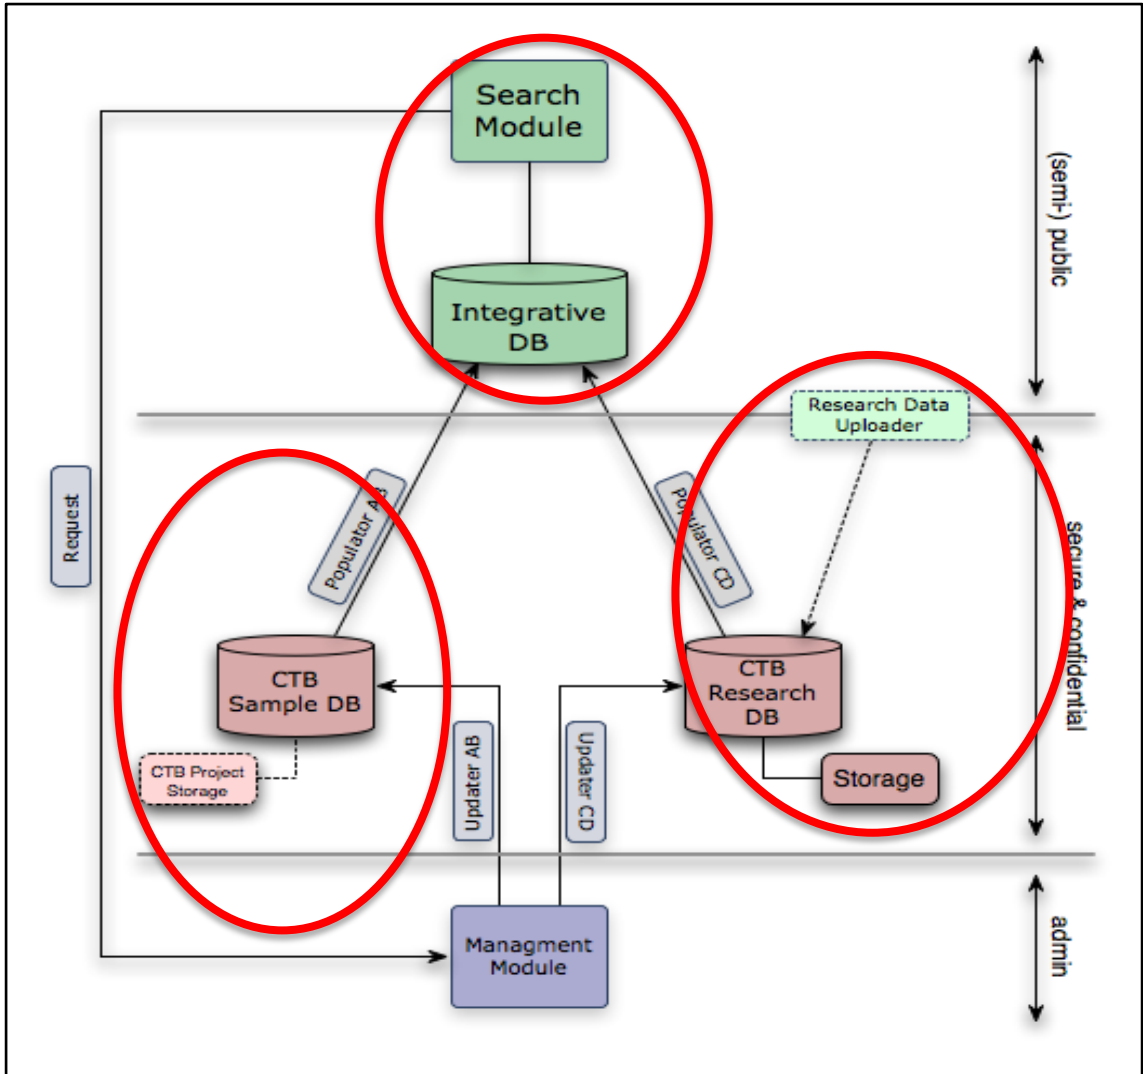 Search
Module
(semi-) public
Integrative
DB
Research Data
Uploader
Request
Populator AB
Populator CD
secure & confidential
CTB
Sample DB
CTB
Research
DB
CTB Project
Storage
Updater AB
Updater CD
Storage
Managment
Module
admin